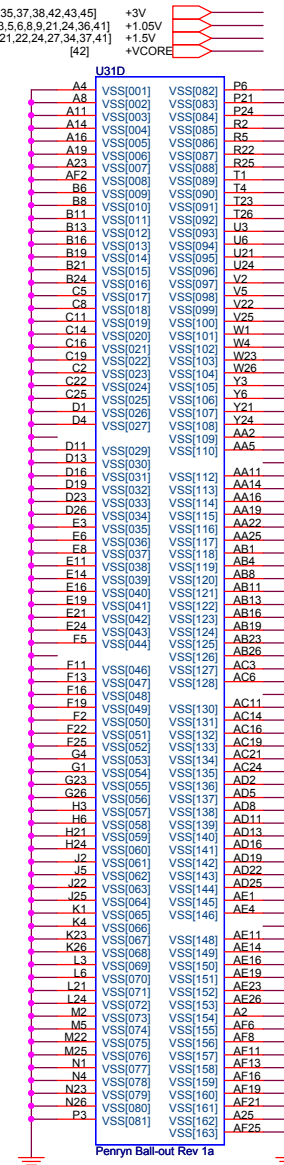 35,37,38,42,43,45] +3V
3,5,6,8,9,21,24,36,41] +1.05V
21,22,24,27,34,37,41] +1.5V
[42] +VCORE
U31D
A4 VSS[001] VSS[082] P6
A8 VSS[002] VSS[083] P21
A11 VSS[003] VSS[084] P24
A14 VSS[004] VSS[085] R2
A16 VSS[005] VSS[086] R5
A19 VSS[006] VSS[087] R22
A23 VSS[007] VSS[088] R25
AF2 VSS[008] VSS[089] T1
B6 VSS[009] VSS[090] T4
B8 VSS[010] VSS[091] T23
B11 VSS[011] VSS[092] T26
B13 VSS[012] VSS[093] U3
B16 VSS[013] VSS[094] U6
B19 VSS[014] VSS[095] U21
B21 VSS[015] VSS[096] U24
B24 VSS[016] VSS[097] V2
C5 VSS[017] VSS[098] V5
C8 VSS[018] VSS[099] V22
C11 VSS[019] VSS[100] V25
C14 VSS[020] VSS[101] W1
C16 VSS[021] VSS[102] W4
C19 VSS[022] VSS[103] W23
C2 VSS[023] VSS[104] W26
C22 VSS[024] VSS[105] Y3
C25 VSS[025] VSS[106] Y6
D1 VSS[026] VSS[107] Y21
D4 VSS[027] VSS[108] Y24
VSS[109] AA2
D11 VSS[029] VSS[110] AA5
D13 VSS[030]
D16 VSS[031] VSS[112] AA11
D19 VSS[032] VSS[113] AA14
D23 VSS[033] VSS[114] AA16
D26 VSS[034] VSS[115] AA19
E3 VSS[035] VSS[116] AA22
E6 VSS[036] VSS[117] AA25
E8 VSS[037] VSS[118] AB1
E11 VSS[038] VSS[119] AB4
E14 VSS[039] VSS[120] AB8
E16 VSS[040] VSS[121] AB11
E19 VSS[041] VSS[122] AB13
E21 VSS[042] VSS[123] AB16
E24 VSS[043] VSS[124] AB19
F5 VSS[044] VSS[125] AB23
VSS[126] AB26
F11 VSS[046] VSS[127] AC3
F13 VSS[047] VSS[128] AC6
F16 VSS[048]
F19 VSS[049] VSS[130] AC11
F2 VSS[050] VSS[131] AC14
F22 VSS[051] VSS[132] AC16
F25 VSS[052] VSS[133] AC19
G4 VSS[053] VSS[134] AC21
G1 VSS[054] VSS[135] AC24
G23 VSS[055] VSS[136] AD2
G26 VSS[056] VSS[137] AD5
H3 VSS[057] VSS[138] AD8
H6 VSS[058] VSS[139] AD11
H21 VSS[059] VSS[140] AD13
H24 VSS[060] VSS[141] AD16
J2 VSS[061] VSS[142] AD19
J5 VSS[062] VSS[143] AD22
J22 VSS[063] VSS[144] AD25
J25 VSS[064] VSS[145] AE1
K1 VSS[065] VSS[146] AE4
K4 VSS[066]
K23 VSS[067] VSS[148] AE11
K26 VSS[068] VSS[149] AE14
L3 VSS[069] VSS[150] AE16
L6 VSS[070] VSS[151] AE19
L21 VSS[071] VSS[152] AE23
L24 VSS[072] VSS[153] AE26
M2 VSS[073] VSS[154] A2
M5 VSS[074] VSS[155] AF6
M22 VSS[075] VSS[156] AF8
M25 VSS[076] VSS[157] AF11
N1 VSS[077] VSS[158] AF13
N4 VSS[078] VSS[159] AF16
N23 VSS[079] VSS[160] AF19
N26 VSS[080] VSS[161] AF21
P3 VSS[081] VSS[162] A25
VSS[163] AF25
Penryn Ball-out Rev 1a